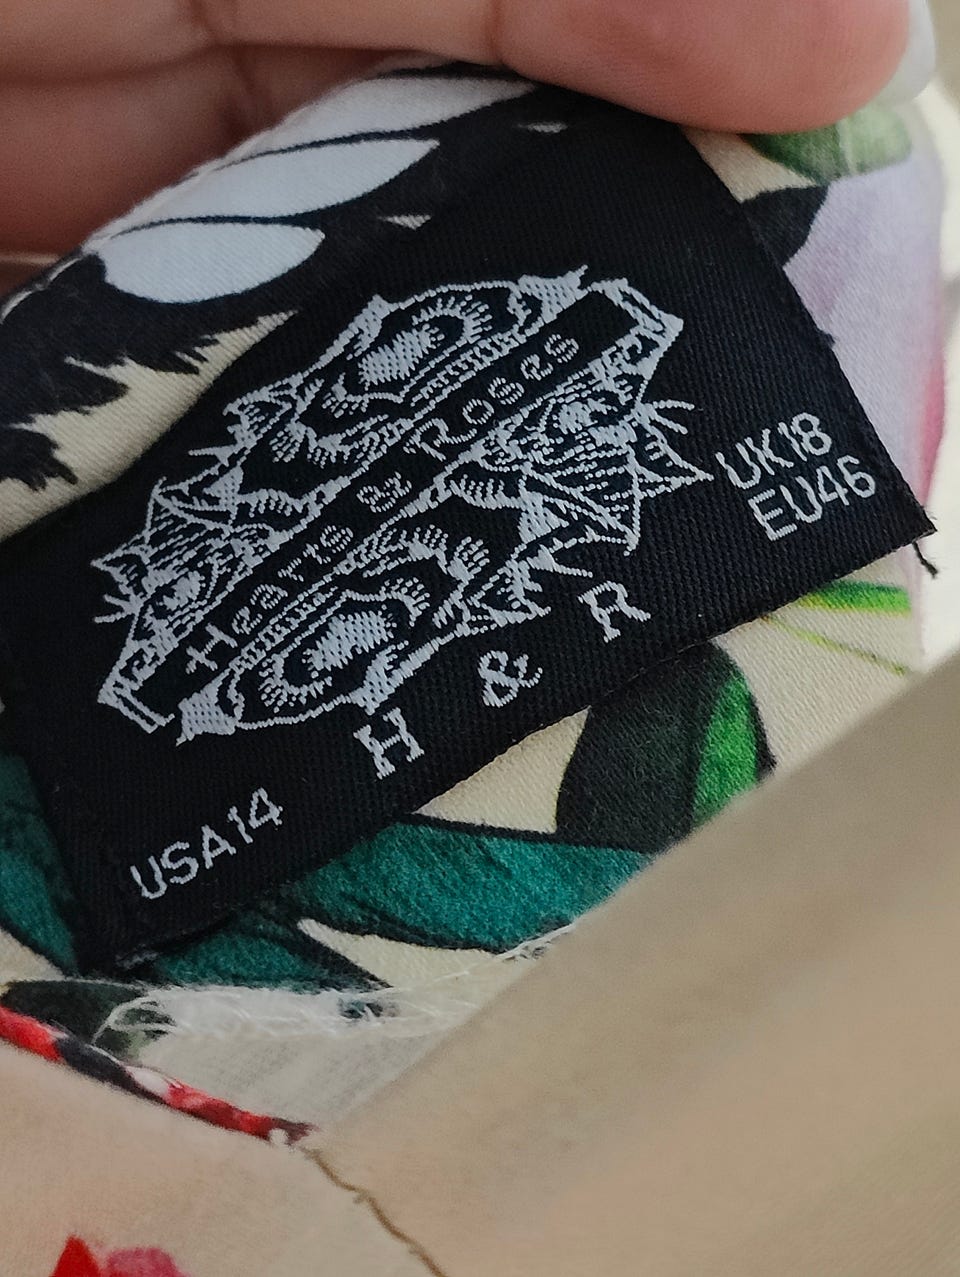 Hearts & Roses
H & R
USA14
UK18
EU46